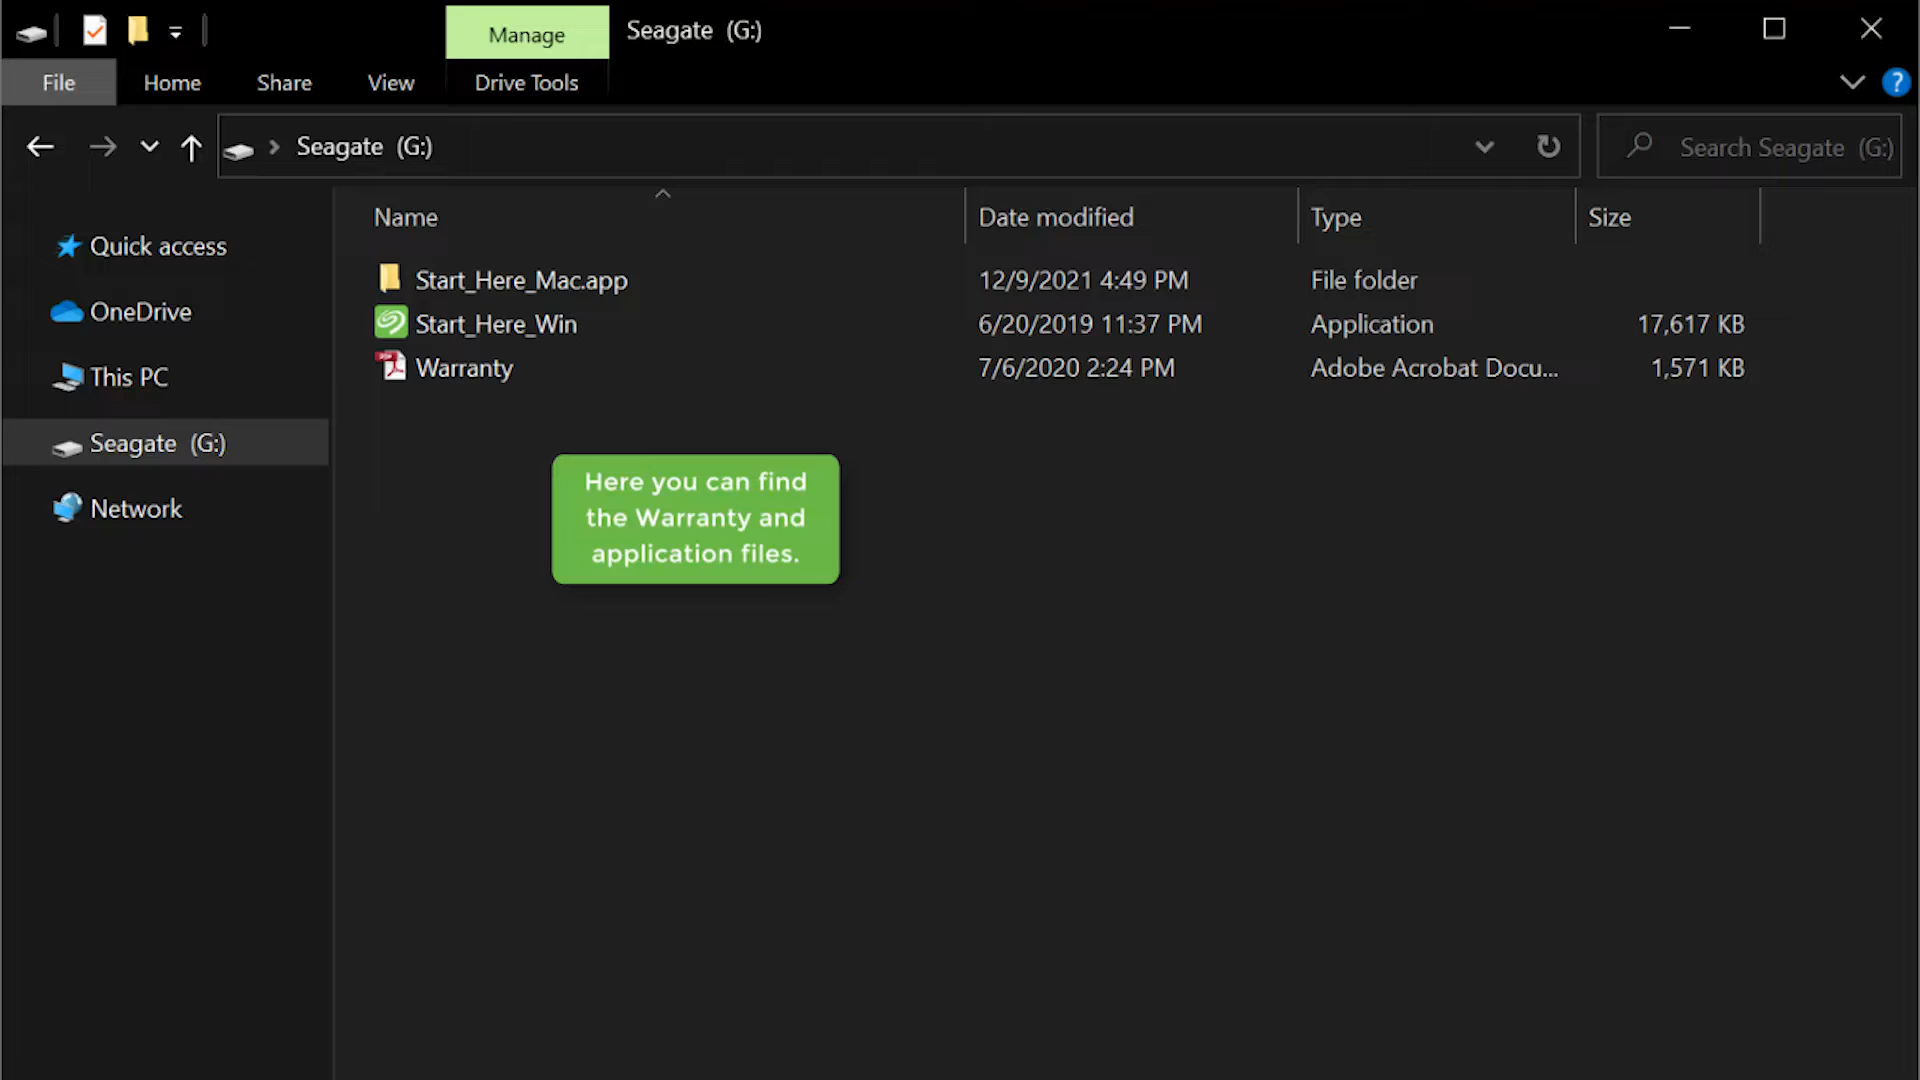 Manage
Seagate (G:)
File
Home
Share
View
Drive Tools
?
Seagate (G:)
Search Seagate (G:)
Name
Date modified
Type
Size
Quick access
OneDrive
This PC
Seagate (G:)
Network
Start_Here_Mac.app 12/9/2021 4:49 PM File folder
Start_Here_Win 6/20/2019 11:37 PM Application 17,617 KB
Warranty 7/6/2020 2:24 PM Adobe Acrobat Docu... 1,571 KB
Here you can find
the Warranty and
application files.